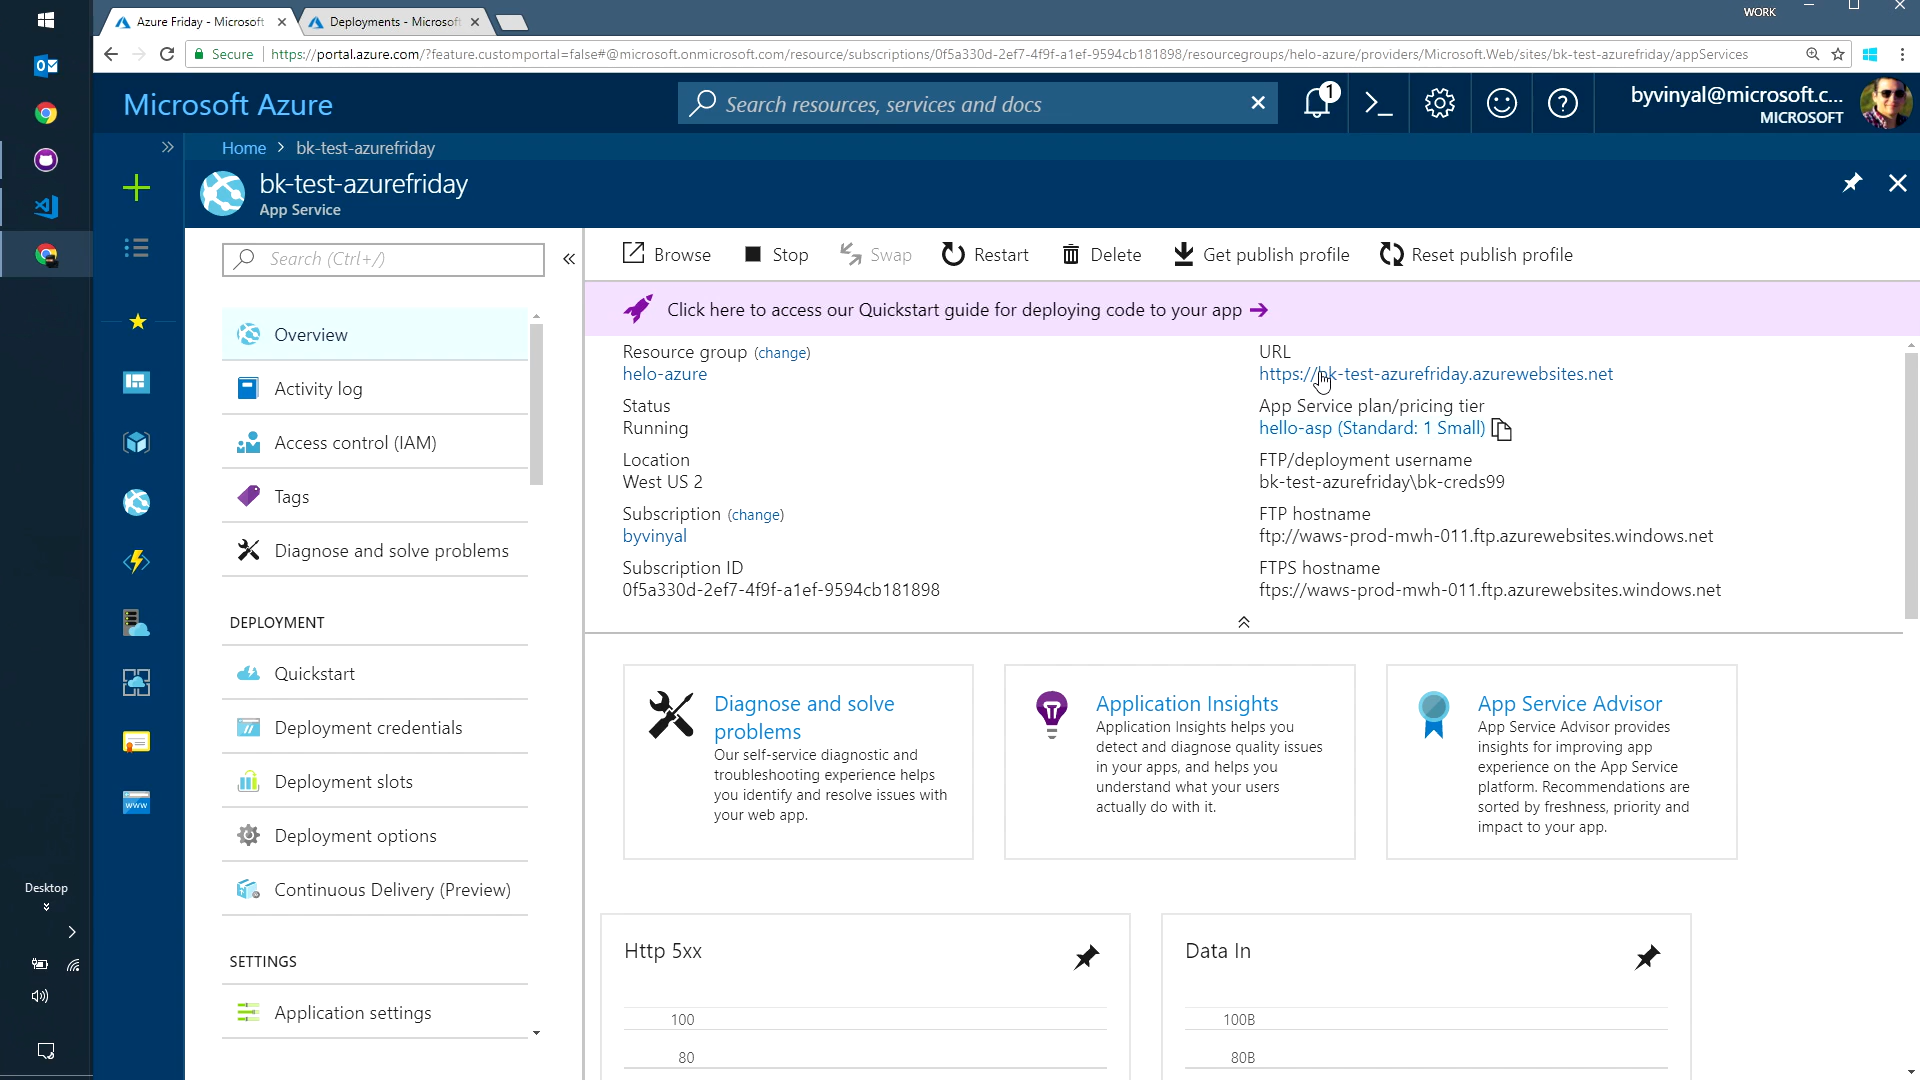 Azure Friday - Microsoft
Deployments - Microsoft
WORK
Secure
https://portal.azure.com/?feature.customportal=false#@microsoft.onmicrosoft.com/resource/subscriptions/0f5a330d-2ef7-4f9f-a1ef-9594cb181898/resourcegroups/helo-azure/providers/Microsoft.Web/sites/bk-test-azurefriday/appServices
Microsoft Azure
Search resources, services and docs
1
byvinyal@microsoft.c...
MICROSOFT
Home > bk-test-azurefriday
bk-test-azurefriday
App Service
Search (Ctrl+/)
Browse
Stop
Swap
Restart
Delete
Get publish profile
Reset publish profile
Click here to access our Quickstart guide for deploying code to your app
Overview
Activity log
Access control (IAM)
Tags
Diagnose and solve problems
DEPLOYMENT
Quickstart
Deployment credentials
Deployment slots
Deployment options
Continuous Delivery (Preview)
SETTINGS
Application settings
Resource group (change)
helo-azure
Status
Running
Location
West US 2
Subscription (change)
byvinyal
Subscription ID
0f5a330d-2ef7-4f9f-a1ef-9594cb181898
URL
https://bk-test-azurefriday.azurewebsites.net
App Service plan/pricing tier
hello-asp (Standard: 1 Small)
FTP/deployment username
bk-test-azurefriday\bk-creds99
FTP hostname
ftp://waws-prod-mwh-011.ftp.azurewebsites.windows.net
FTPS hostname
ftps://waws-prod-mwh-011.ftp.azurewebsites.windows.net
Diagnose and solve
problems
Our self-service diagnostic and
troubleshooting experience helps
you identify and resolve issues with
your web app.
Application Insights
Application Insights helps you
detect and diagnose quality issues
in your apps, and helps you
understand what your users
actually do with it.
App Service Advisor
App Service Advisor provides
insights for improving app
experience on the App Service
platform. Recommendations are
sorted by freshness, priority and
impact to your app.
Http 5xx
100
80
Data In
100B
80B
www
Desktop